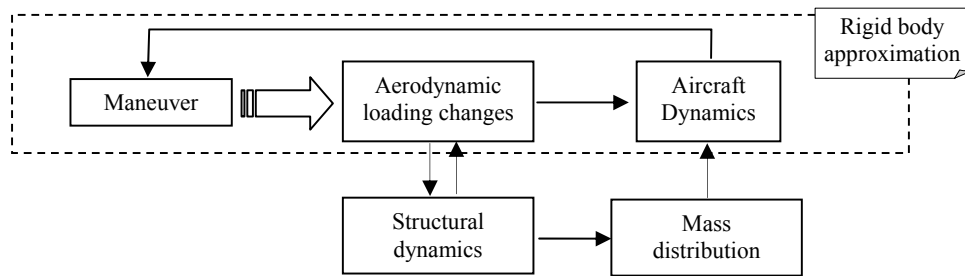 Rigid body
approximation
Maneuver
Aerodynamic
loading changes
Aircraft
Dynamics
Structural
dynamics
Mass
distribution